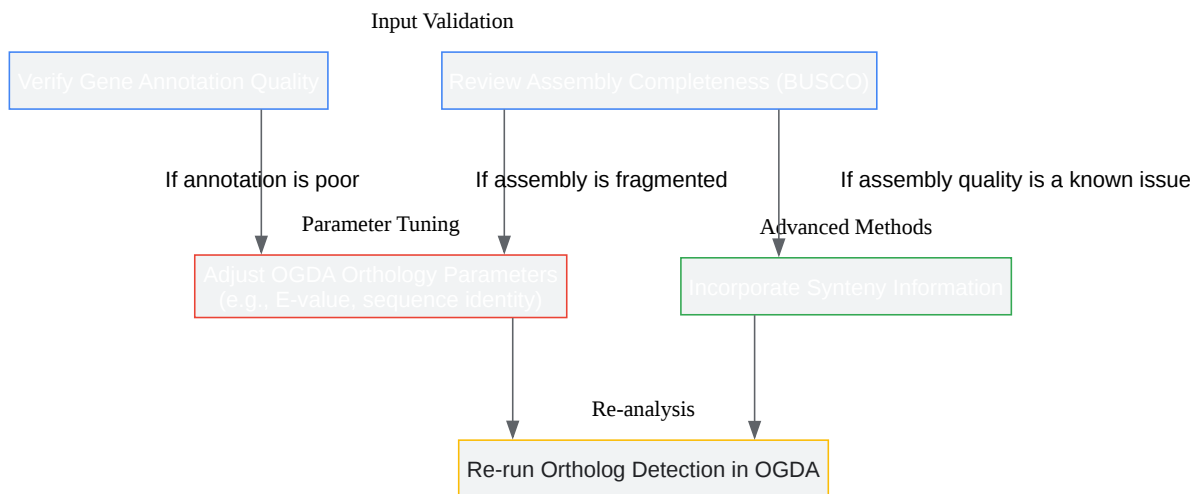 Input Validation
Verify Gene Annotation Quality
Review Assembly Completeness (BUSCO)
If annotation is poor
If assembly is fragmented
If assembly quality is a known issue
Parameter Tuning
Advanced Methods
Adjust OGDA Orthology Parameters
(e.g., E-value, sequence identity)
Incorporate Synteny Information
Re-analysis
Re-run Ortholog Detection in OGDA